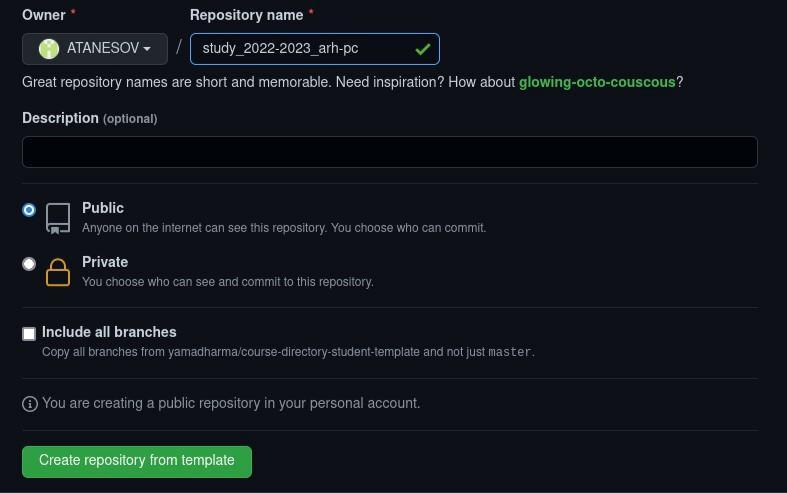 Owner * Repository name *
ATANESOV / study_2022-2023_arh-pc
Great repository names are short and memorable. Need inspiration? How about glowing-octo-couscous?
Description (optional)
Public
Anyone on the internet can see this repository. You choose who can commit.
Private
You choose who can see and commit to this repository.
Include all branches
Copy all branches from yamadharma/course-directory-student-template and not just master.
You are creating a public repository in your personal account.
Create repository from template